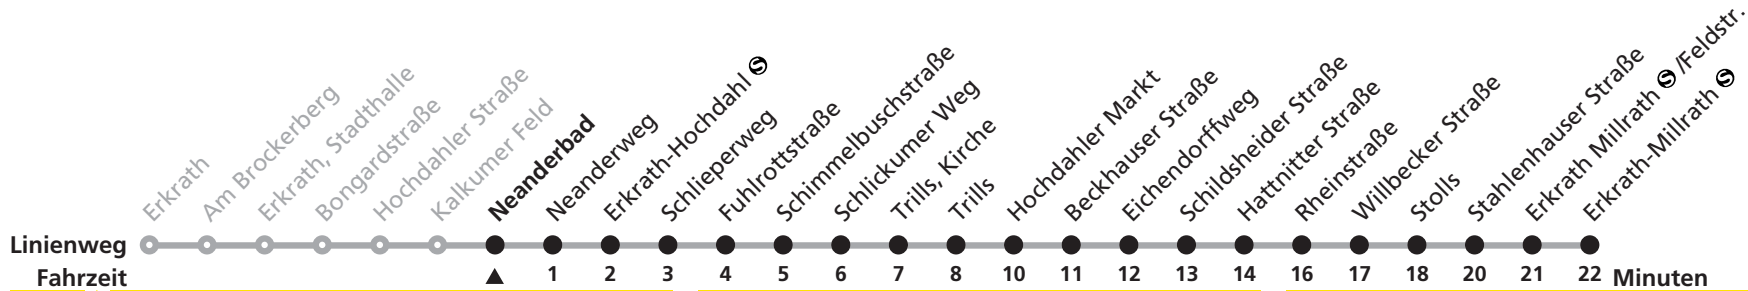 Erkrath
Am Brockerberg
Erkrath, Stadthalle
Bongardstraße
Hochdahler Straße
Kalkumer Feld
Neanderbad
Neanderweg
Erkrath-Hochdahl S
Schlieperweg
Fuhlrottstraße
Schimmelbuschstraße
Schlickumer Weg
Trills, Kirche
Trills
Hochdahler Markt
Beckhauser Straße
Eichendorffweg
Schildsheider Straße
Hattnitter Straße
Rheinstraße
Willbecker Straße
Stolls
Stahlenhauser Straße
Erkrath Millrath S /Feldstr.
Erkrath-Millrath S
Linienweg
Fahrzeit 1 2 3 4 5 6 7 8 10 11 12 13 14 16 17 18 20 21 22 Minuten